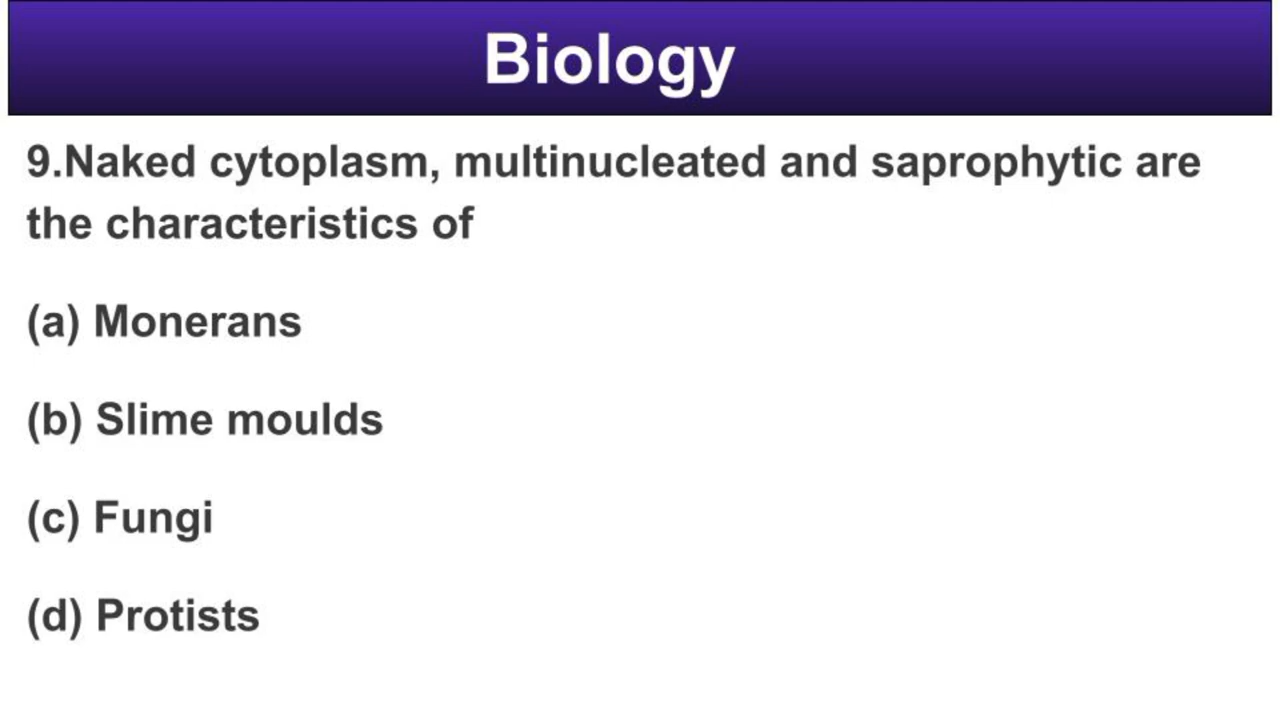 Biology
9.Naked cytoplasm, multinucleated and saprophytic are
the characteristics of
(a) Monerans
(b) Slime moulds
(c) Fungi
(d) Protists